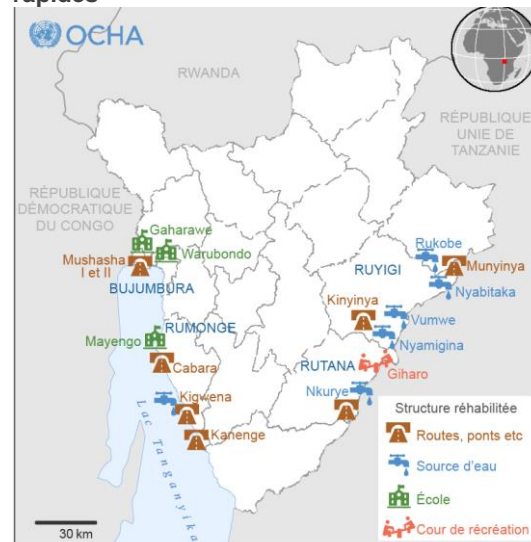 rapides
OCHA
RWANDA
RÉPUBLIQUE
UNIE DE
TANZANIE
RÉPUBLIQUE
DÉMOCRATIQUE
DU CONGO
Gaharawe
Warubondo
Mushasha
I et II
BUJUMBURA
Rukobe
RUYIGI
Munyinya
Nyabitaka
Kinyinya
Vumwe
Nyamigina
Mayengo
RUMONGE
Cabara
RUTANA
Giharo
Nkurye
Kigwena
Kanenge
Lac Tanganyika
Structure réhabilitée
Routes, ponts etc
Source d'eau
École
Cour de récréation
30 km